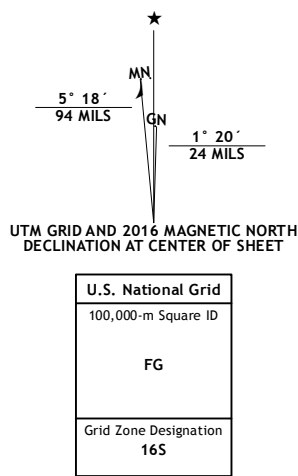 MN
5° 18´
94 MILS
GN
1° 20´
24 MILS
UTM GRID AND 2016 MAGNETIC NORTH
DECLINATION AT CENTER OF SHEET
U.S. National Grid
100,000-m Square ID
FG
Grid Zone Designation
16S